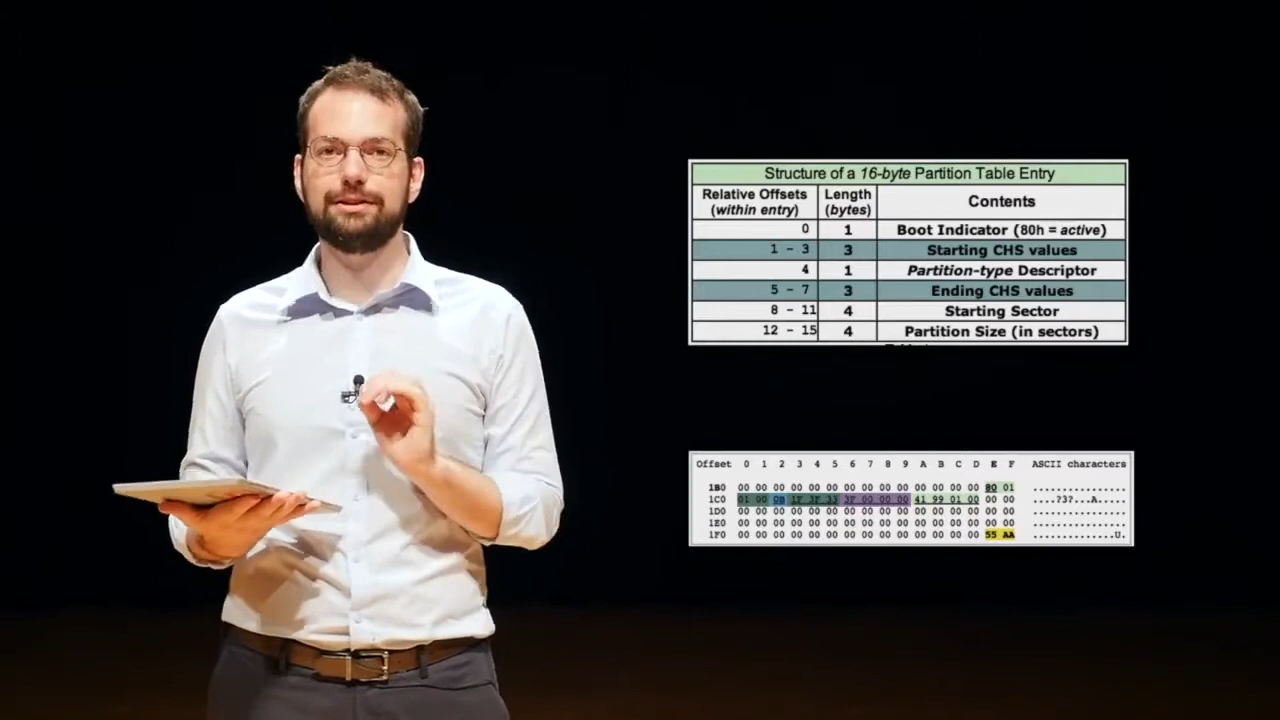 Structure of a 16-byte Partition Table Entry
Relative Offsets (within entry) Length (bytes) Contents
0 1 Boot Indicator (80h = active)
1 - 3 3 Starting CHS values
4 1 Partition-type Descriptor
5 - 7 3 Ending CHS values
8 - 11 4 Starting Sector
12 - 15 4 Partition Size (in sectors)
Offset 0 1 2 3 4 5 6 7 8 9 A B C D E F ASCII characters
1B0 00 00 00 00 00 00 00 00 00 00 00 00 00 00 80 01 ................
1C0 01 00 0B 1F 3F 33 3F 00 00 00 41 99 01 00 00 00 ....?3?...A.....
1D0 00 00 00 00 00 00 00 00 00 00 00 00 00 00 00 00 ................
1E0 00 00 00 00 00 00 00 00 00 00 00 00 00 00 00 00 ................
1F0 00 00 00 00 00 00 00 00 00 00 00 00 00 00 55 AA ..............U.